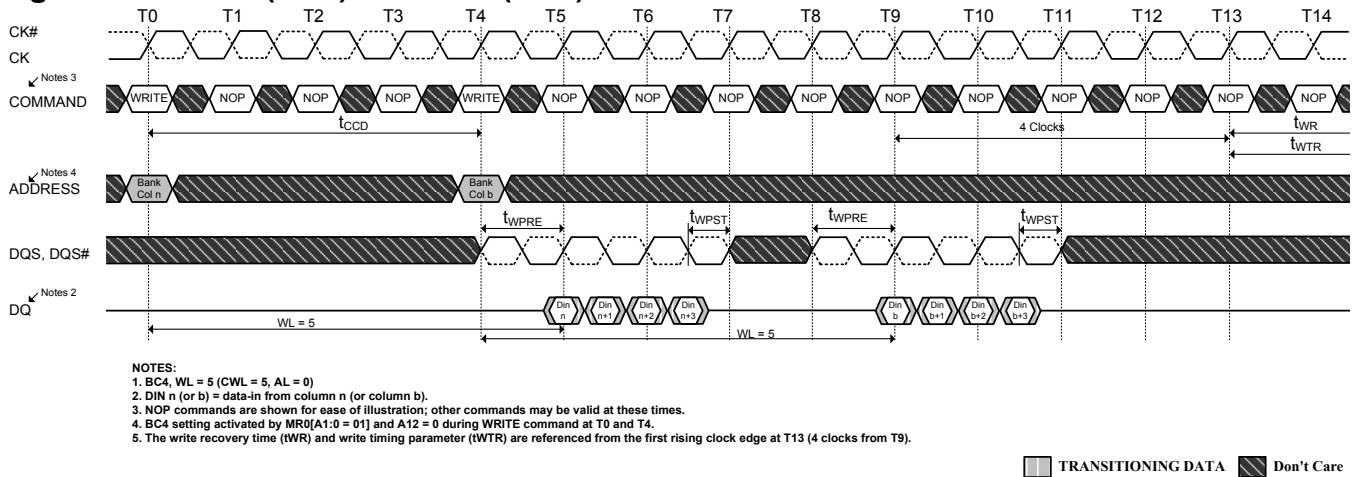 T0 T1 T2 T3 T4 T5 T6 T7 T8 T9 T10 T11 T12 T13 T14
CK#
CK
Notes 3
COMMAND
WRITE NOP NOP NOP WRITE NOP NOP NOP NOP NOP NOP NOP NOP NOP NOP
tCCD
4 Clocks
tWR
tWTR
Notes 4
ADDRESS
Bank Bank
Col n Col b
tWPRE tWPST tWPRE tWPST
DQS, DQS#
Notes 2
DQ
Din Din Din Din Din Din Din Din
n n+1 n+2 n+3 b b+1 b+2 b+3
WL = 5
WL = 5
NOTES:
1. BC4, WL = 5 (CWL = 5, AL = 0)
2. DIN n (or b) = data-in from column n (or column b).
3. NOP commands are shown for ease of illustration; other commands may be valid at these times.
4. BC4 setting activated by MR0[A1:0 = 01] and A12 = 0 during WRITE command at T0 and T4.
5. The write recovery time (tWR) and write timing parameter (tWTR) are referenced from the first rising clock edge at T13 (4 clocks from T9).
TRANSITIONING DATA Don't Care